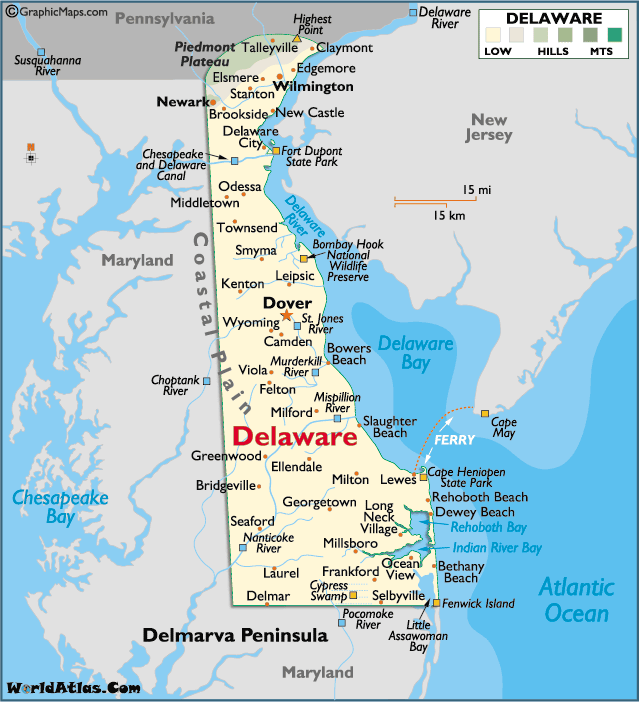 ©GraphicMaps.com
Pennsylvania
Highest
Point
Delaware
River
DELAWARE
LOW
HILLS
MTS
Susquahanna
River
Piedmont
Plateau
Talleyville
Claymont
Edgemore
Elsmere
Wilmington
Stanton
Newark
Brookside
New Castle
New
Jersey
Delaware
City
Fort Dupont
State Park
Chesapeake
and Delaware
Canal
Odessa
Middletown
15 mi
15 km
Delaware
River
Townsend
Maryland
Coastal Plain
Smyma
Bombay Hook
National
Wildlife
Preserve
Leipsic
Kenton
Dover
Wyoming
St. Jones
River
Camden
Delaware
Bay
Bowers
Beach
Murderkill
River
Viola
Choptank
River
Felton
Mispillion
River
Milford
Slaughter
Beach
Cape
May
Delaware
FERRY
Greenwood
Ellendale
Bridgeville
Milton
Lewes
Cape Heniopen
State Park
Chesapeake
Bay
Georgetown
Long
Neck
Village
Rehoboth Beach
Dewey Beach
Rehoboth Bay
Seaford
Nanticoke
River
Millsboro
Indian River Bay
Ocean
View
Bethany
Beach
Laurel
Frankford
Cypress
Swamp
Atlantic
Ocean
Delmar
Selbyville
Fenwick Island
Pocomoke
River
Little
Assawoman
Bay
Delmarva Peninsula
Maryland
WorldAtlas.Com
N